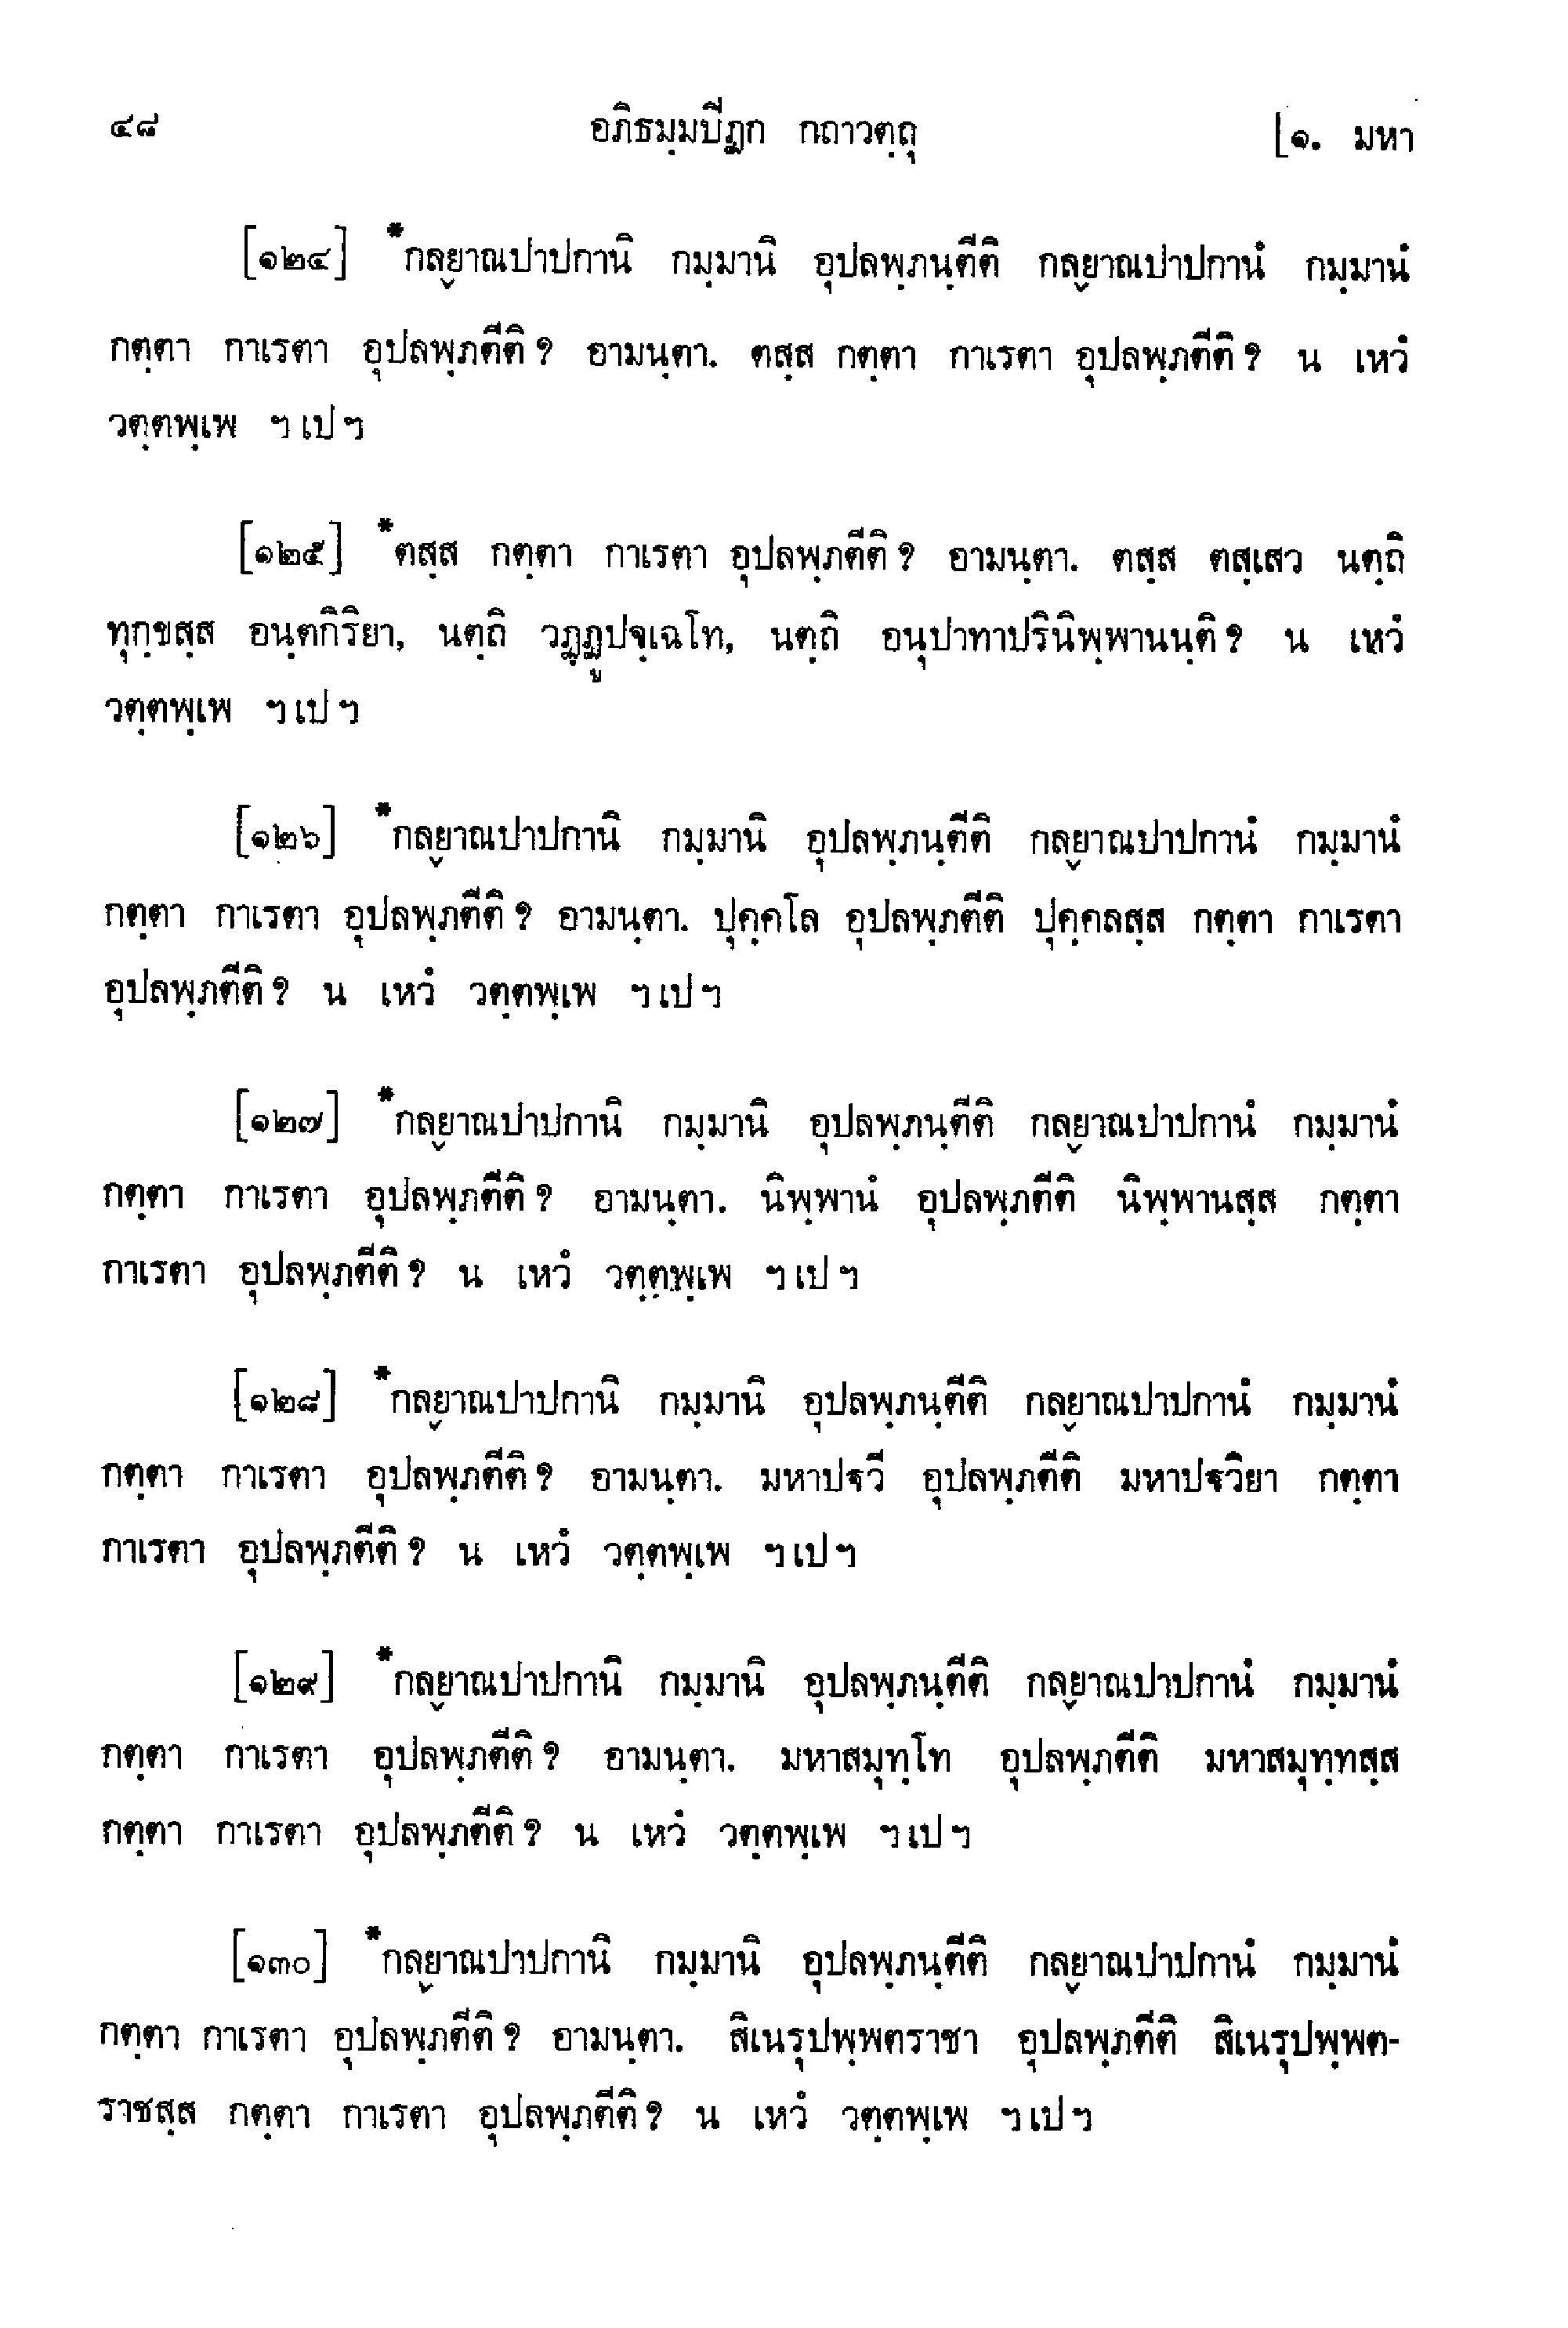 ๔๘ อภิธมฺมปีฏก กถาวตฺถุ [๑. มหา
[๑๒๔] *กลฺยาณปาปกานิ กมฺมานิ อุปลพฺภนฺตีติ กลฺยาณปาปกานํ กมฺมานํ
กตฺตา กาเรตา อุปลพฺภตีติ ? อามนฺตา. ตสฺส กตฺตา กาเรตา อุปลพฺภตีติ ? น เหวํ
วตฺตพฺเพ ฯ เป ฯ
[๑๒๕] *ตสฺส กตฺตา กาเรตา อุปลพฺภตีติ ? อามนฺตา. ตสฺส ตสฺเสว นตฺถิ
ทุกฺขสฺส อนฺตกิริยา, นตฺถิ วฏฺฏูปจฺเฉโท, นตฺถิ อนุปาทาปรินิพฺพานนฺติ ? น เหวํ
วตฺตพฺเพ ฯ เป ฯ
[๑๒๖] *กลฺยาณปาปกานิ กมฺมานิ อุปลพฺภนฺตีติ กลฺยาณปาปกานํ กมฺมานํ
กตฺตา กาเรตา อุปลพฺภตีติ ? อามนฺตา. ปุคฺคโล อุปลพฺภตีติ ปุคฺคลสฺส กตฺตา กาเรตา
อุปลพฺภตีติ ? น เหวํ วตฺตพฺเพ ฯ เป ฯ
[๑๒๗] *กลฺยาณปาปกานิ กมฺมานิ อุปลพฺภนฺตีติ กลฺยาณปาปกานํ กมฺมานํ
กตฺตา กาเรตา อุปลพฺภตีติ ? อามนฺตา. นิพฺพานํ อุปลพฺภตีติ นิพฺพานสฺส กตฺตา
กาเรตา อุปลพฺภตีติ ? น เหวํ วตฺตพฺเพ ฯ เป ฯ
[๑๒๘] *กลฺยาณปาปกานิ กมฺมานิ อุปลพฺภนฺตีติ กลฺยาณปาปกานํ กมฺมานํ
กตฺตา กาเรตา อุปลพฺภตีติ ? อามนฺตา. มหาปฐวี อุปลพฺภตีติ มหาปฐวิยา กตฺตา
กาเรตา อุปลพฺภตีติ ? น เหวํ วตฺตพฺเพ ฯ เป ฯ
[๑๒๙] *กลฺยาณปาปกานิ กมฺมานิ อุปลพฺภนฺตีติ กลฺยาณปาปกานํ กมฺมานํ
กตฺตา กาเรตา อุปลพฺภตีติ ? อามนฺตา. มหาสมุทฺโท อุปลพฺภตีติ มหาสมุทฺทสฺส
กตฺตา กาเรตา อุปลพฺภตีติ ? น เหวํ วตฺตพฺเพ ฯ เป ฯ
[๑๓๐] *กลฺยาณปาปกานิ กมฺมานิ อุปลพฺภนฺตีติ กลฺยาณปาปกานํ กมฺมานํ
กตฺตา กาเรตา อุปลพฺภตีติ ? อามนฺตา. สิเนรุปพฺพตราชา อุปลพฺภตีติ สิเนรุปพฺพต-
ราชสฺส กตฺตา กาเรตา อุปลพฺภตีติ ? น เหวํ วตฺตพฺเพ ฯ เป ฯ